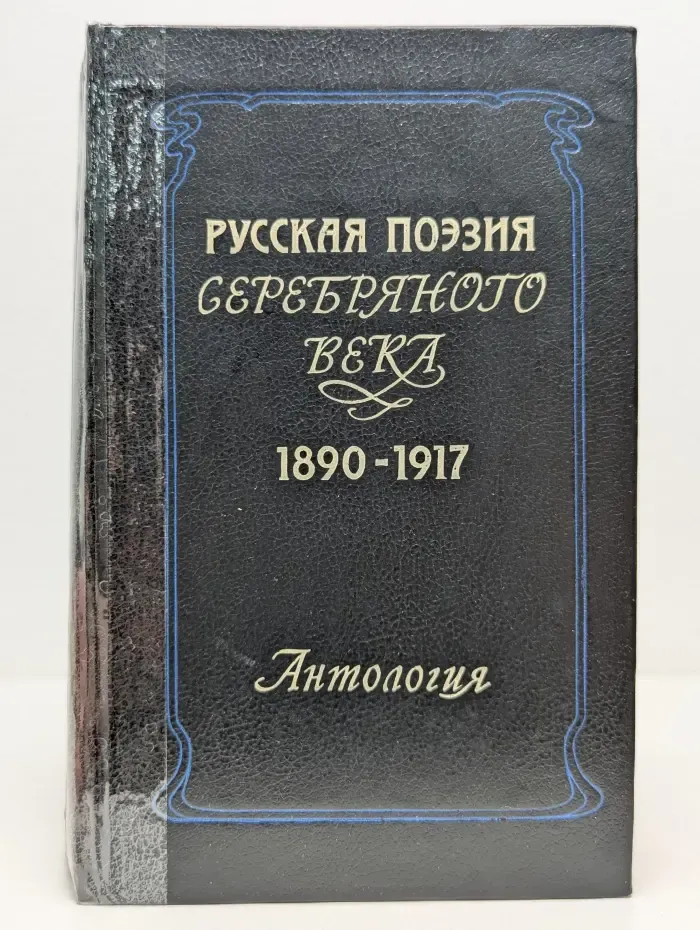 РУССКАЯ ПОЭЗИЯ
СЕРЕБРЯНОГО
ВЕКА
1890-1917
Антология